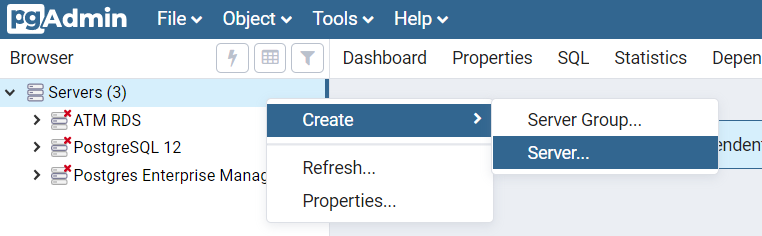 pgAdmin File Object Tools Help
Browser Dashboard Properties SQL Statistics Depen
Servers (3)
ATM RDS
PostgreSQL 12
Postgres Enterprise Manag
Create
Refresh...
Properties...
Server Group...
Server...
endent